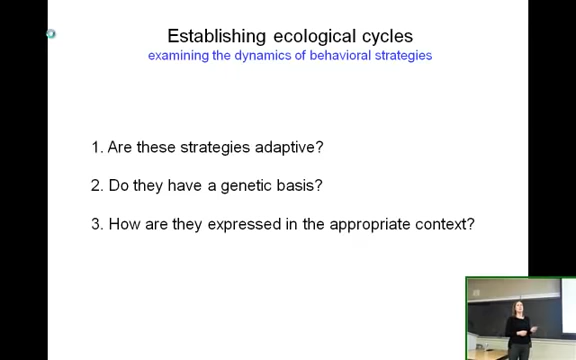 Establishing ecological cycles
examining the dynamics of behavioral strategies
1. Are these strategies adaptive?
2. Do they have a genetic basis?
3. How are they expressed in the appropriate context?